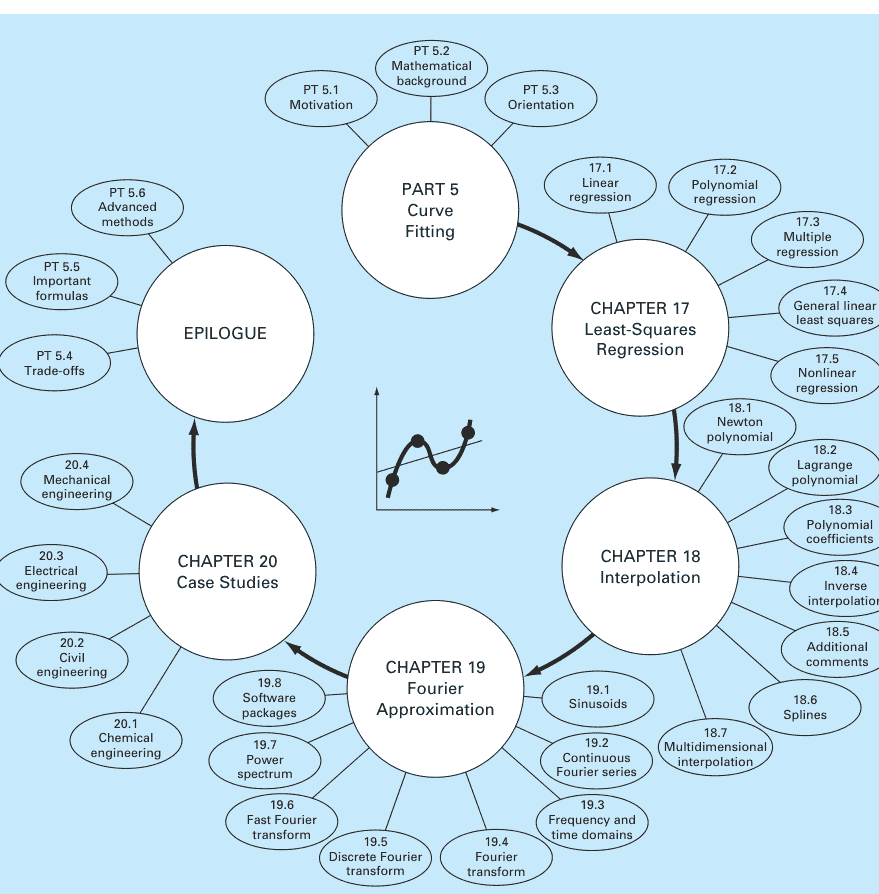 PT 5.1
Motivation
PT 5.2
Mathematical
background
PT 5.3
Orientation
PART 5
Curve
Fitting
17.1
Linear
regression
17.2
Polynomial
regression
17.3
Multiple
regression
17.4
General linear
least squares
17.5
Nonlinear
regression
CHAPTER 17
Least-Squares
Regression
18.1
Newton
polynomial
18.2
Lagrange
polynomial
18.3
Polynomial
coefficients
18.4
Inverse
interpolation
18.5
Additional
comments
18.6
Splines
18.7
Multidimensional
interpolation
CHAPTER 18
Interpolation
CHAPTER 19
Fourier
Approximation
19.1
Sinusoids
19.2
Continuous
Fourier series
19.3
Frequency and
time domains
19.4
Fourier
transform
19.5
Discrete Fourier
transform
19.6
Fast Fourier
transform
19.7
Power
spectrum
19.8
Software
packages
CHAPTER 20
Case Studies
20.1
Chemical
engineering
20.2
Civil
engineering
20.3
Electrical
engineering
20.4
Mechanical
engineering
EPILOGUE
PT 5.4
Trade-offs
PT 5.5
Important
formulas
PT 5.6
Advanced
methods